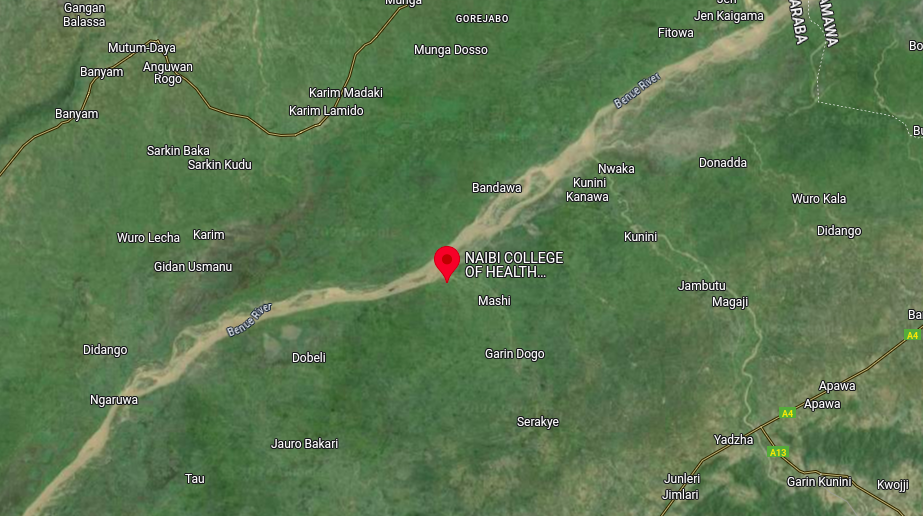 Gangan
Balassa
Munga
GOREJABO
Jen
Jen Kaigama
Fitowa
ARABA
AMAWA
Mutum-Daya
Munga Dosso
Bo
Banyam
Anguwan
Rogo
Benue River
Karim Madaki
Karim Lamido
Banyam
Bu
Sarkin Baka
Sarkin Kudu
Nwaka
Donadda
Bandawa
Kunini
Kanawa
Wuro Kala
Wuro Lecha
Karim
Kunini
Didango
NAIBI COLLEGE
OF HEALTH...
Gidan Usmanu
Jambutu
Mashi
Magaji
Benue River
Ba
A4
Didango
Dobeli
Garin Dogo
Apawa
Ngaruwa
Apawa
A4
Serakye
Jauro Bakari
Yadzha
A13
Tau
Junleri
Garin Kunini
Kwojji
Jimlari